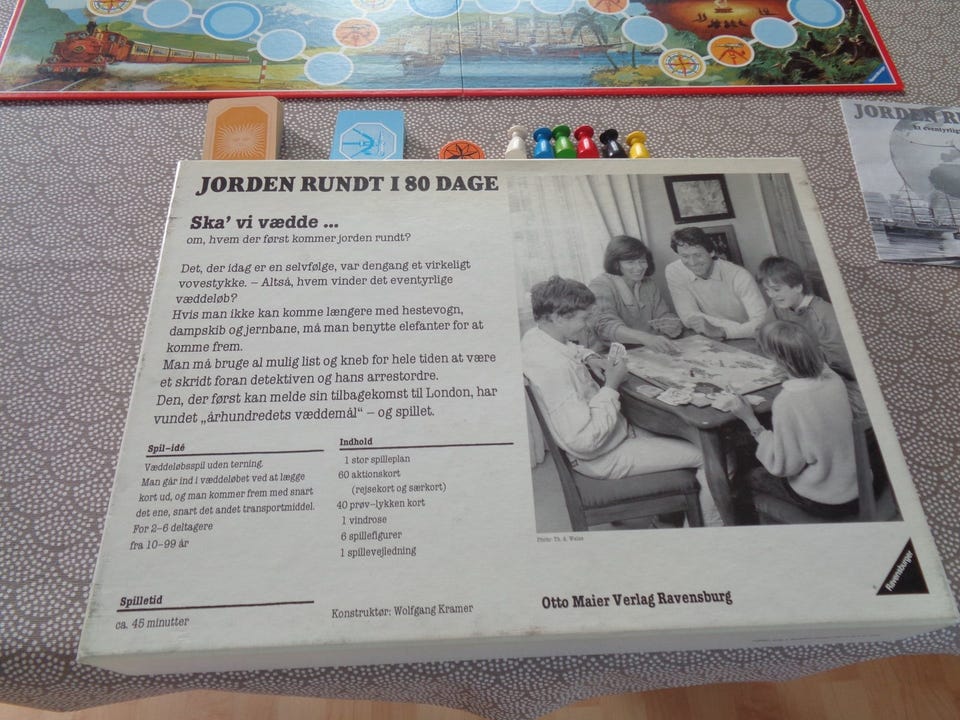 JORDEN RUNDT I 80 DAGE
Ska' vi vædde ...
om, hvem der først kommer jorden rundt?
Det, der idag er en selvfølge, var dengang et virkeligt
vovestykke. – Altså, hvem vinder det eventyrlige
væddeløb?
Hvis man ikke kan komme længere med hestevogn,
dampskib og jernbane, må man benytte elefanter for at
komme frem.
Man må bruge al mulig list og kneb for hele tiden at være
et skridt foran detektiven og hans arrestordre.
Den, der først kan melde sin tilbagekomst til London, har
vundet „århundredets væddemål“ – og spillet.
Spil–idé
Væddeløbsspil uden terning.
Man går ind i væddeløbet ved at lægge
kort ud, og man kommer frem med snart
det ene, snart det andet transportmiddel.
For 2–6 deltagere
fra 10–99 år
Indhold
1 stor spilleplan
60 aktionskort
(rejsekort og særkort)
40 prøv–lykken kort
1 vindrose
6 spillefigurer
1 spillevejledning
Spilletid
ca. 45 minutter
Konstruktør: Wolfgang Kramer
Photo: Th. A. Weiss
Otto Maier Verlag Ravensburg
Ravensburger
JORDEN
Et eventyrlig